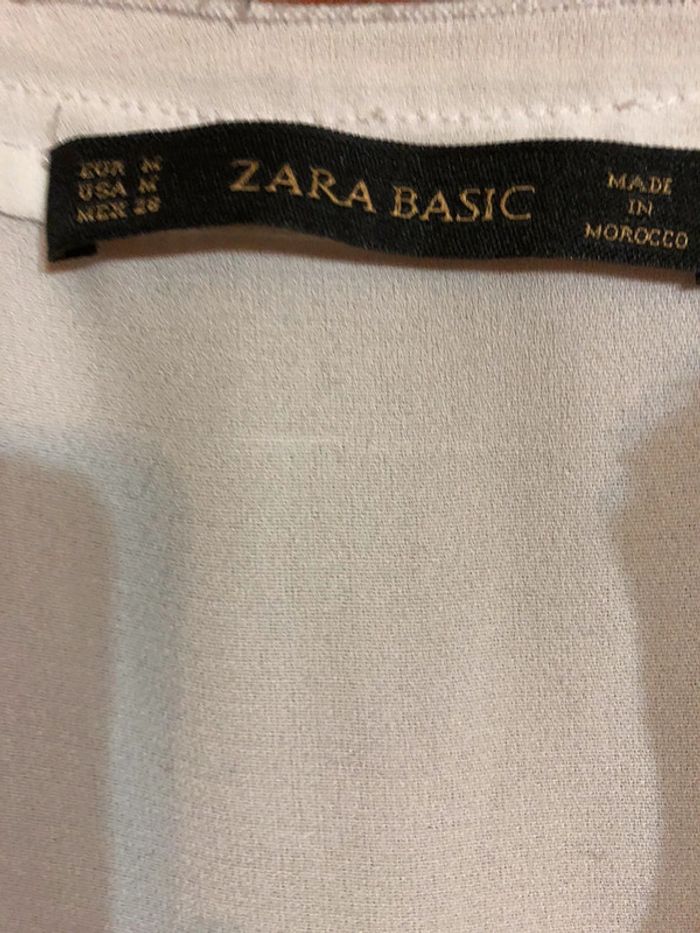 EUR M
USA M
MEX 28
ZARA BASIC
MADE
IN
MOROCCO